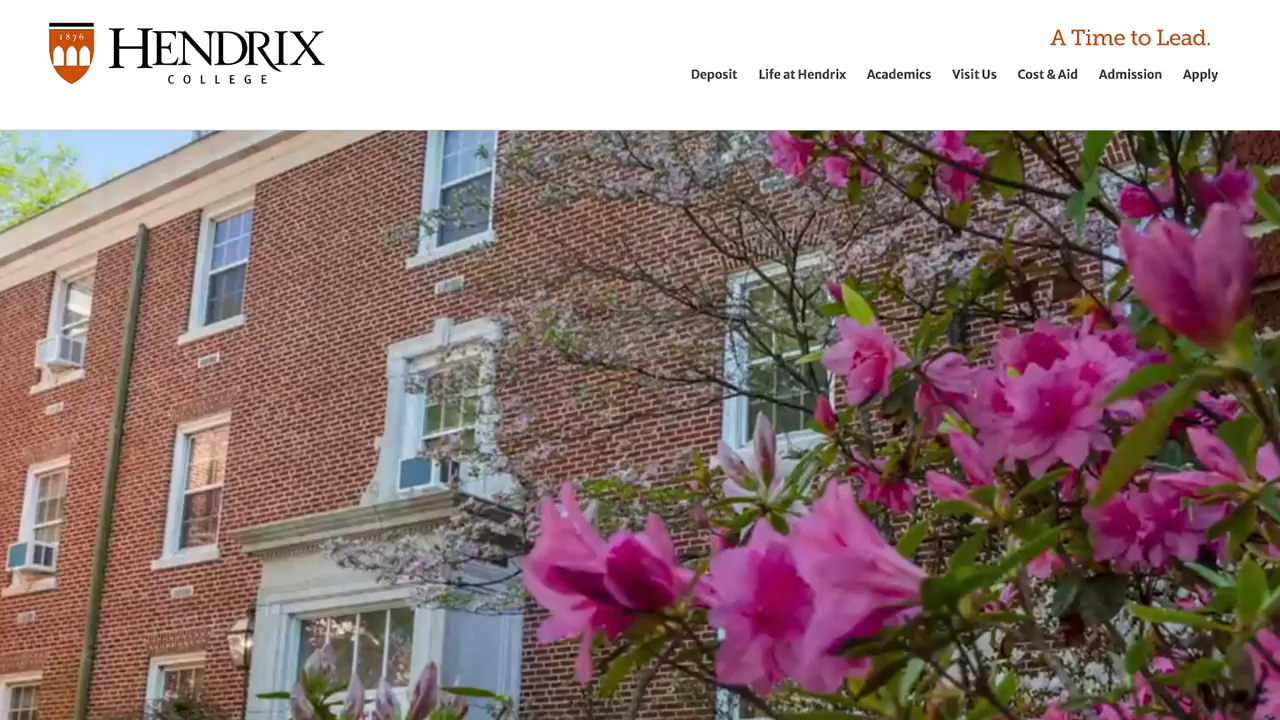 1876
HENDRIX
COLLEGE
A Time to Lead.
Deposit Life at Hendrix Academics Visit Us Cost & Aid Admission Apply